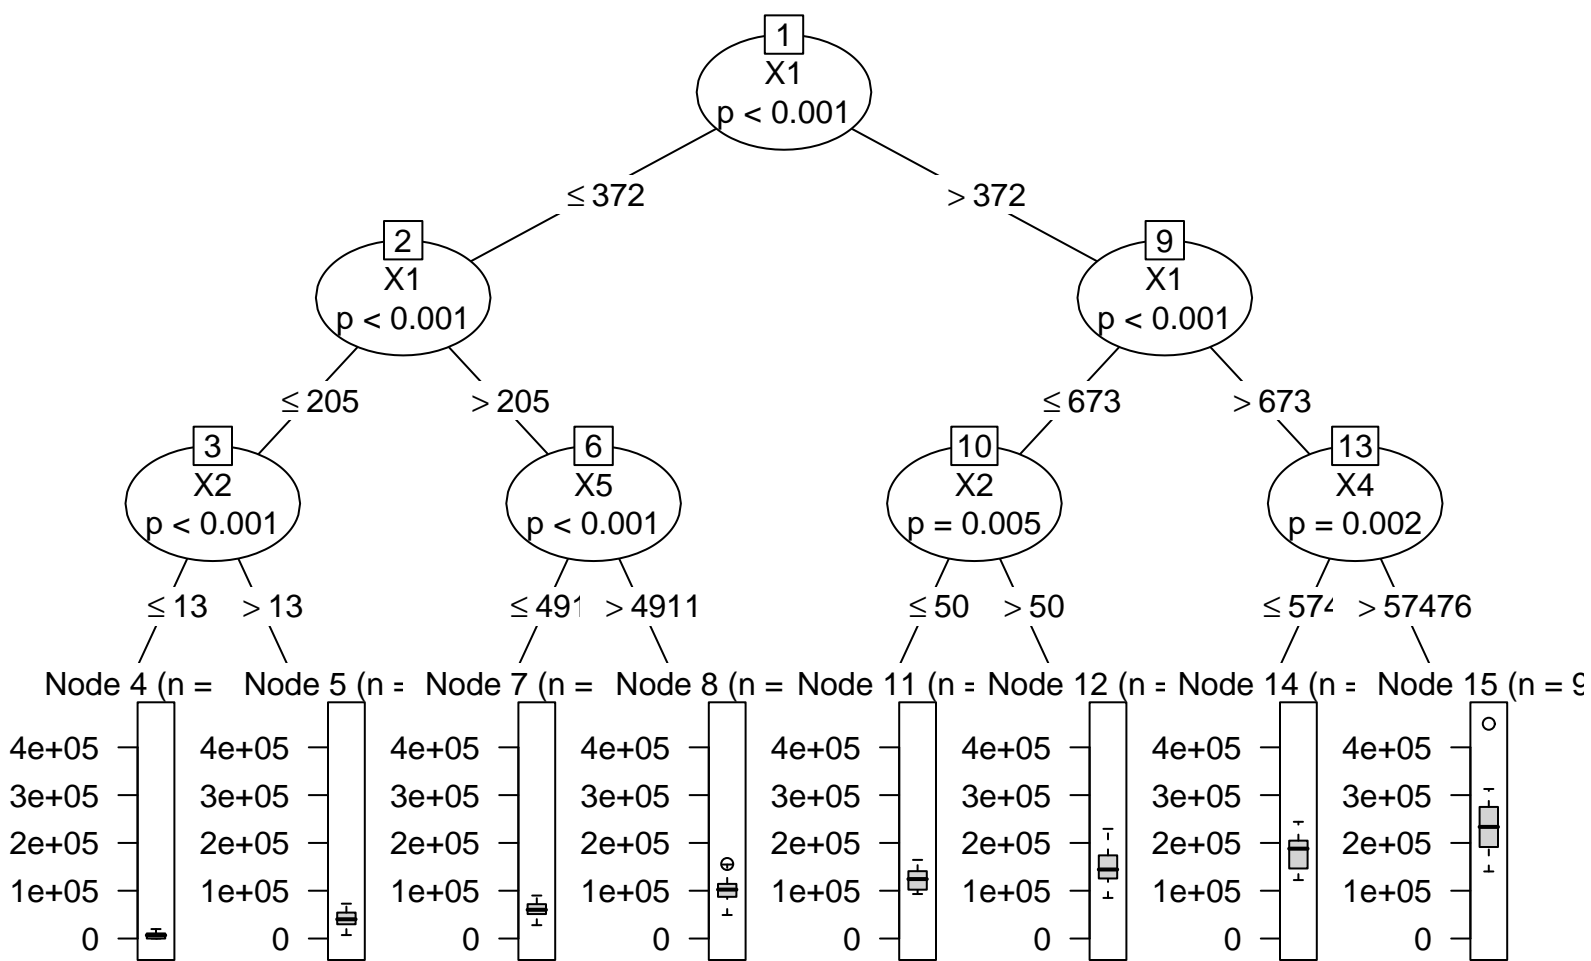 1
X1
p < 0.001
≤ 372
> 372
2
X1
p < 0.001
9
X1
p < 0.001
≤ 205
> 205
≤ 673
> 673
3
X2
p < 0.001
6
X5
p < 0.001
10
X2
p = 0.005
13
X4
p = 0.002
≤ 13
> 13
≤ 491
> 4911
≤ 50
> 50
≤ 574
> 57476
Node 4 (n =
Node 5 (n =
Node 7 (n =
Node 8 (n =
Node 11 (n =
Node 12 (n =
Node 14 (n =
Node 15 (n = 9
4e+05
3e+05
2e+05
1e+05
0
4e+05
3e+05
2e+05
1e+05
0
4e+05
3e+05
2e+05
1e+05
0
4e+05
3e+05
2e+05
1e+05
0
4e+05
3e+05
2e+05
1e+05
0
4e+05
3e+05
2e+05
1e+05
0
4e+05
3e+05
2e+05
1e+05
0
4e+05
3e+05
2e+05
1e+05
0